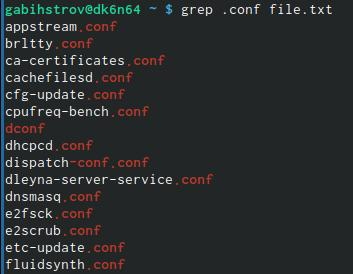 gabihstrov@dk6n64 ~ $ grep .conf file.txt
appstream.conf
brltty.conf
ca-certificates.conf
cachefilesd.conf
cfg-update.conf
cpufreq-bench.conf
dconf
dhcpcd.conf
dispatch-conf.conf
dleyna-server-service.conf
dnsmasq.conf
e2fsck.conf
e2scrub.conf
etc-update.conf
fluidsynth.conf